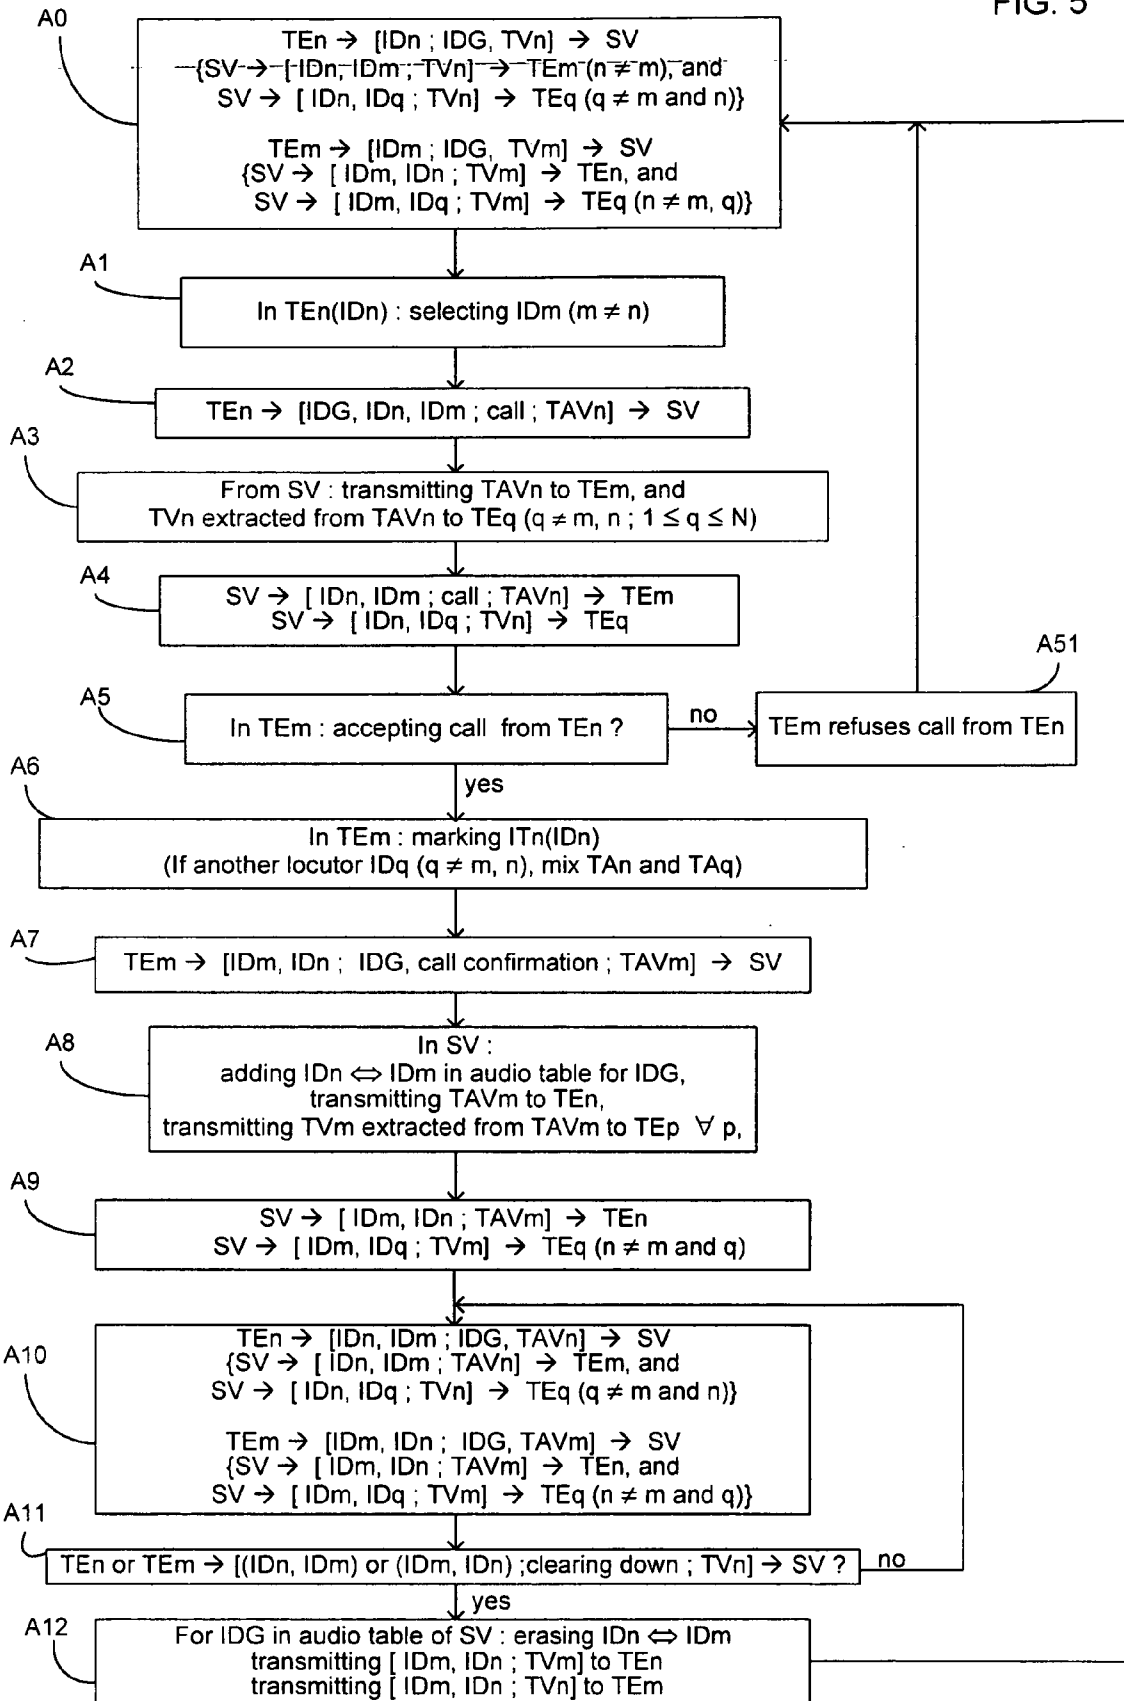 FIG. 5
A0
TEn → [IDn ; IDG, TVn] → SV
{SV → [ IDn, IDm ; TVn] → TEm (n ≠ m), and
SV → [ IDn, IDq ; TVn] → TEq (q ≠ m and n)}
TEm → [IDm ; IDG, TVm] → SV
{SV → [ IDm, IDn ; TVm] → TEn, and
SV → [ IDm, IDq ; TVm] → TEq (n ≠ m, q)}
A1
In TEn(IDn) : selecting IDm (m ≠ n)
A2
TEn → [IDG, IDn, IDm ; call ; TAVn] → SV
A3
From SV : transmitting TAVn to TEm, and
TVn extracted from TAVn to TEq (q ≠ m, n ; 1 ≤ q ≤ N)
A4
SV → [ IDn, IDm ; call ; TAVn] → TEm
SV → [ IDn, IDq ; TVn] → TEq
A5
In TEm : accepting call from TEn ?
no
A51
TEm refuses call from TEn
yes
A6
In TEm : marking ITn(IDn)
(If another locutor IDq (q ≠ m, n), mix TAn and TAq)
A7
TEm → [IDm, IDn ; IDG, call confirmation ; TAVm] → SV
A8
In SV :
adding IDn ⇔ IDm in audio table for IDG,
transmitting TAVm to TEn,
transmitting TVm extracted from TAVm to TEp ∀ p,
A9
SV → [ IDm, IDn ; TAVm] → TEn
SV → [ IDm, IDq ; TVm] → TEq (n ≠ m and q)
A10
TEn → [IDn, IDm ; IDG, TAVn] → SV
{SV → [ IDn, IDm ; TAVn] → TEm, and
SV → [ IDn, IDq ; TVn] → TEq (q ≠ m and n)}
TEm → [IDm, IDn ; IDG, TAVm] → SV
{SV → [ IDm, IDn ; TAVm] → TEn, and
SV → [ IDm, IDq ; TVm] → TEq (n ≠ m and q)}
A11
TEn or TEm → [(IDn, IDm) or (IDm, IDn) ;clearing down ; TVn] → SV ?
no
yes
A12
For IDG in audio table of SV : erasing IDn ⇔ IDm
transmitting [ IDm, IDn ; TVm] to TEn
transmitting [ IDm, IDn ; TVn] to TEm